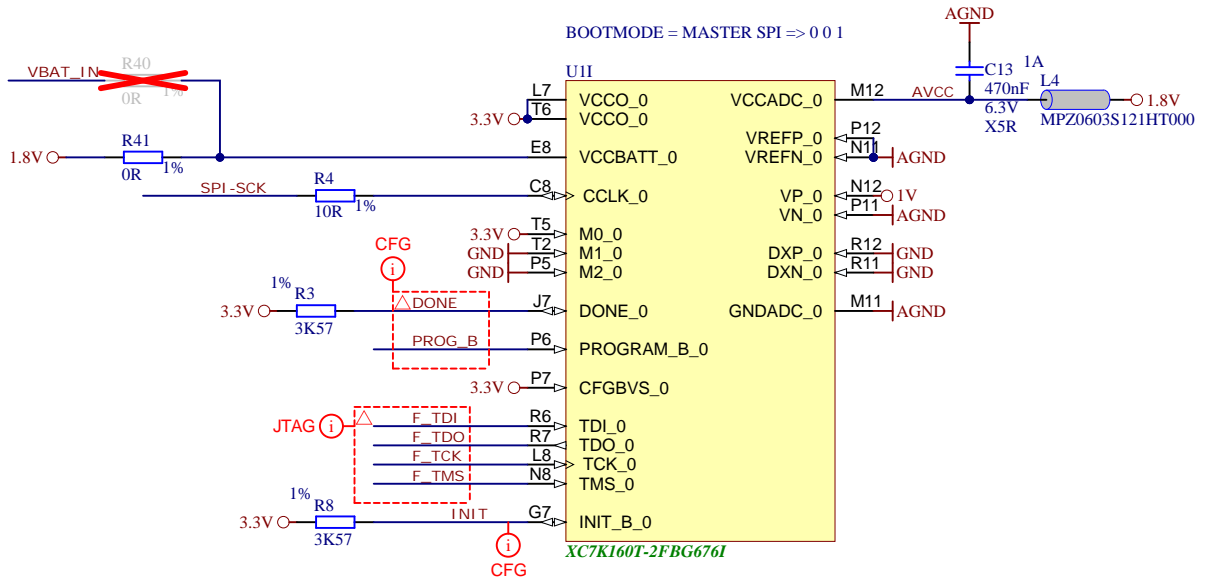 AGND
BOOTMODE = MASTER SPI => 0 0 1
VBAT_IN
R40
0R
1%
U1I
C13
470nF
6.3V
X5R
1A
L4
MPZ0603S121HT000
1.8V
AVCC
L7
VCCO_0
VCCADC_0
M12
3.3V
T6
VCCO_0
VREFP_0
P12
1.8V
R41
0R
1%
E8
VCCBATT_0
VREFN_0
N11
AGND
SPI-SCK
R4
10R
1%
C8
CCLK_0
VP_0
N12
1V
VN_0
P11
AGND
3.3V
T5
M0_0
GND
T2
M1_0
DXP_0
R12
GND
GND
P5
M2_0
DXN_0
R11
GND
CFG
i
1%
R3
3.3V
3K57
DONE
J7
DONE_0
GNDADC_0
M11
AGND
PROG_B
P6
PROGRAM_B_0
3.3V
P7
CFGBVS_0
JTAG
i
F_TDI
R6
TDI_0
F_TDO
R7
TDO_0
F_TCK
L8
TCK_0
F_TMS
N8
TMS_0
1%
R8
3.3V
3K57
INIT
G7
INIT_B_0
i
CFG
XC7K160T-2FBG676I